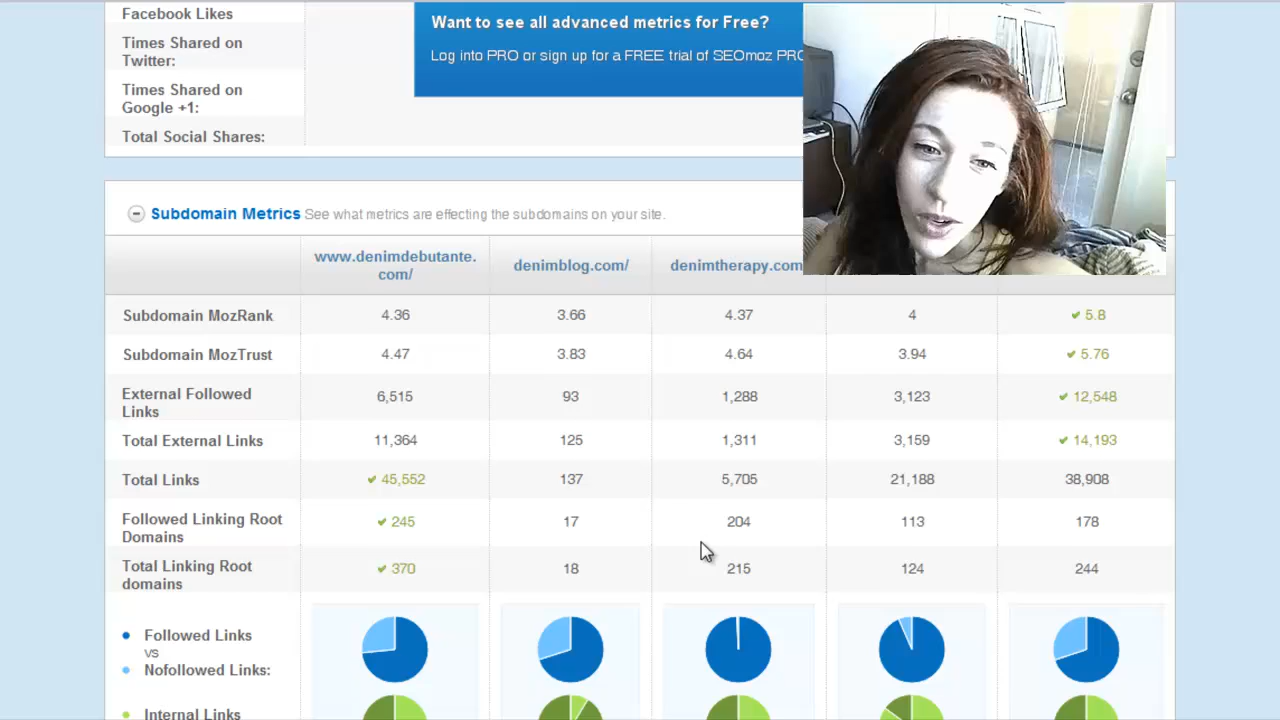 Facebook Likes
Want to see all advanced metrics for Free?
Times Shared on
Twitter:
Log into PRO or sign up for a FREE trial of SEOmoz PRO
Times Shared on
Google +1:
Total Social Shares:
Subdomain Metrics See what metrics are effecting the subdomains on your site.
www.denimdebutante.
com/
denimblog.com/
denimtherapy.com
Subdomain MozRank 4.36 3.66 4.37 4 5.8
Subdomain MozTrust 4.47 3.83 4.64 3.94 5.76
External Followed
Links
6,515 93 1,288 3,123 12,548
Total External Links 11,364 125 1,311 3,159 14,193
Total Links 45,552 137 5,705 21,188 38,908
Followed Linking Root
Domains
245 17 204 113 178
Total Linking Root
domains
370 18 215 124 244
Followed Links
vs
Nofollowed Links:
Internal Links